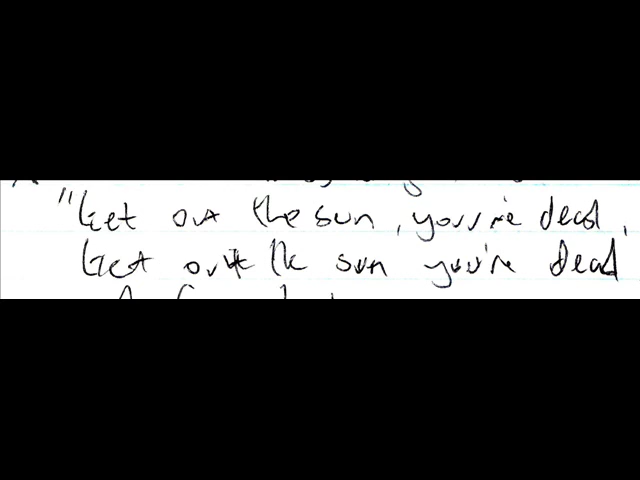 "Get out the sun, you're dead,
Get out the sun you're dead